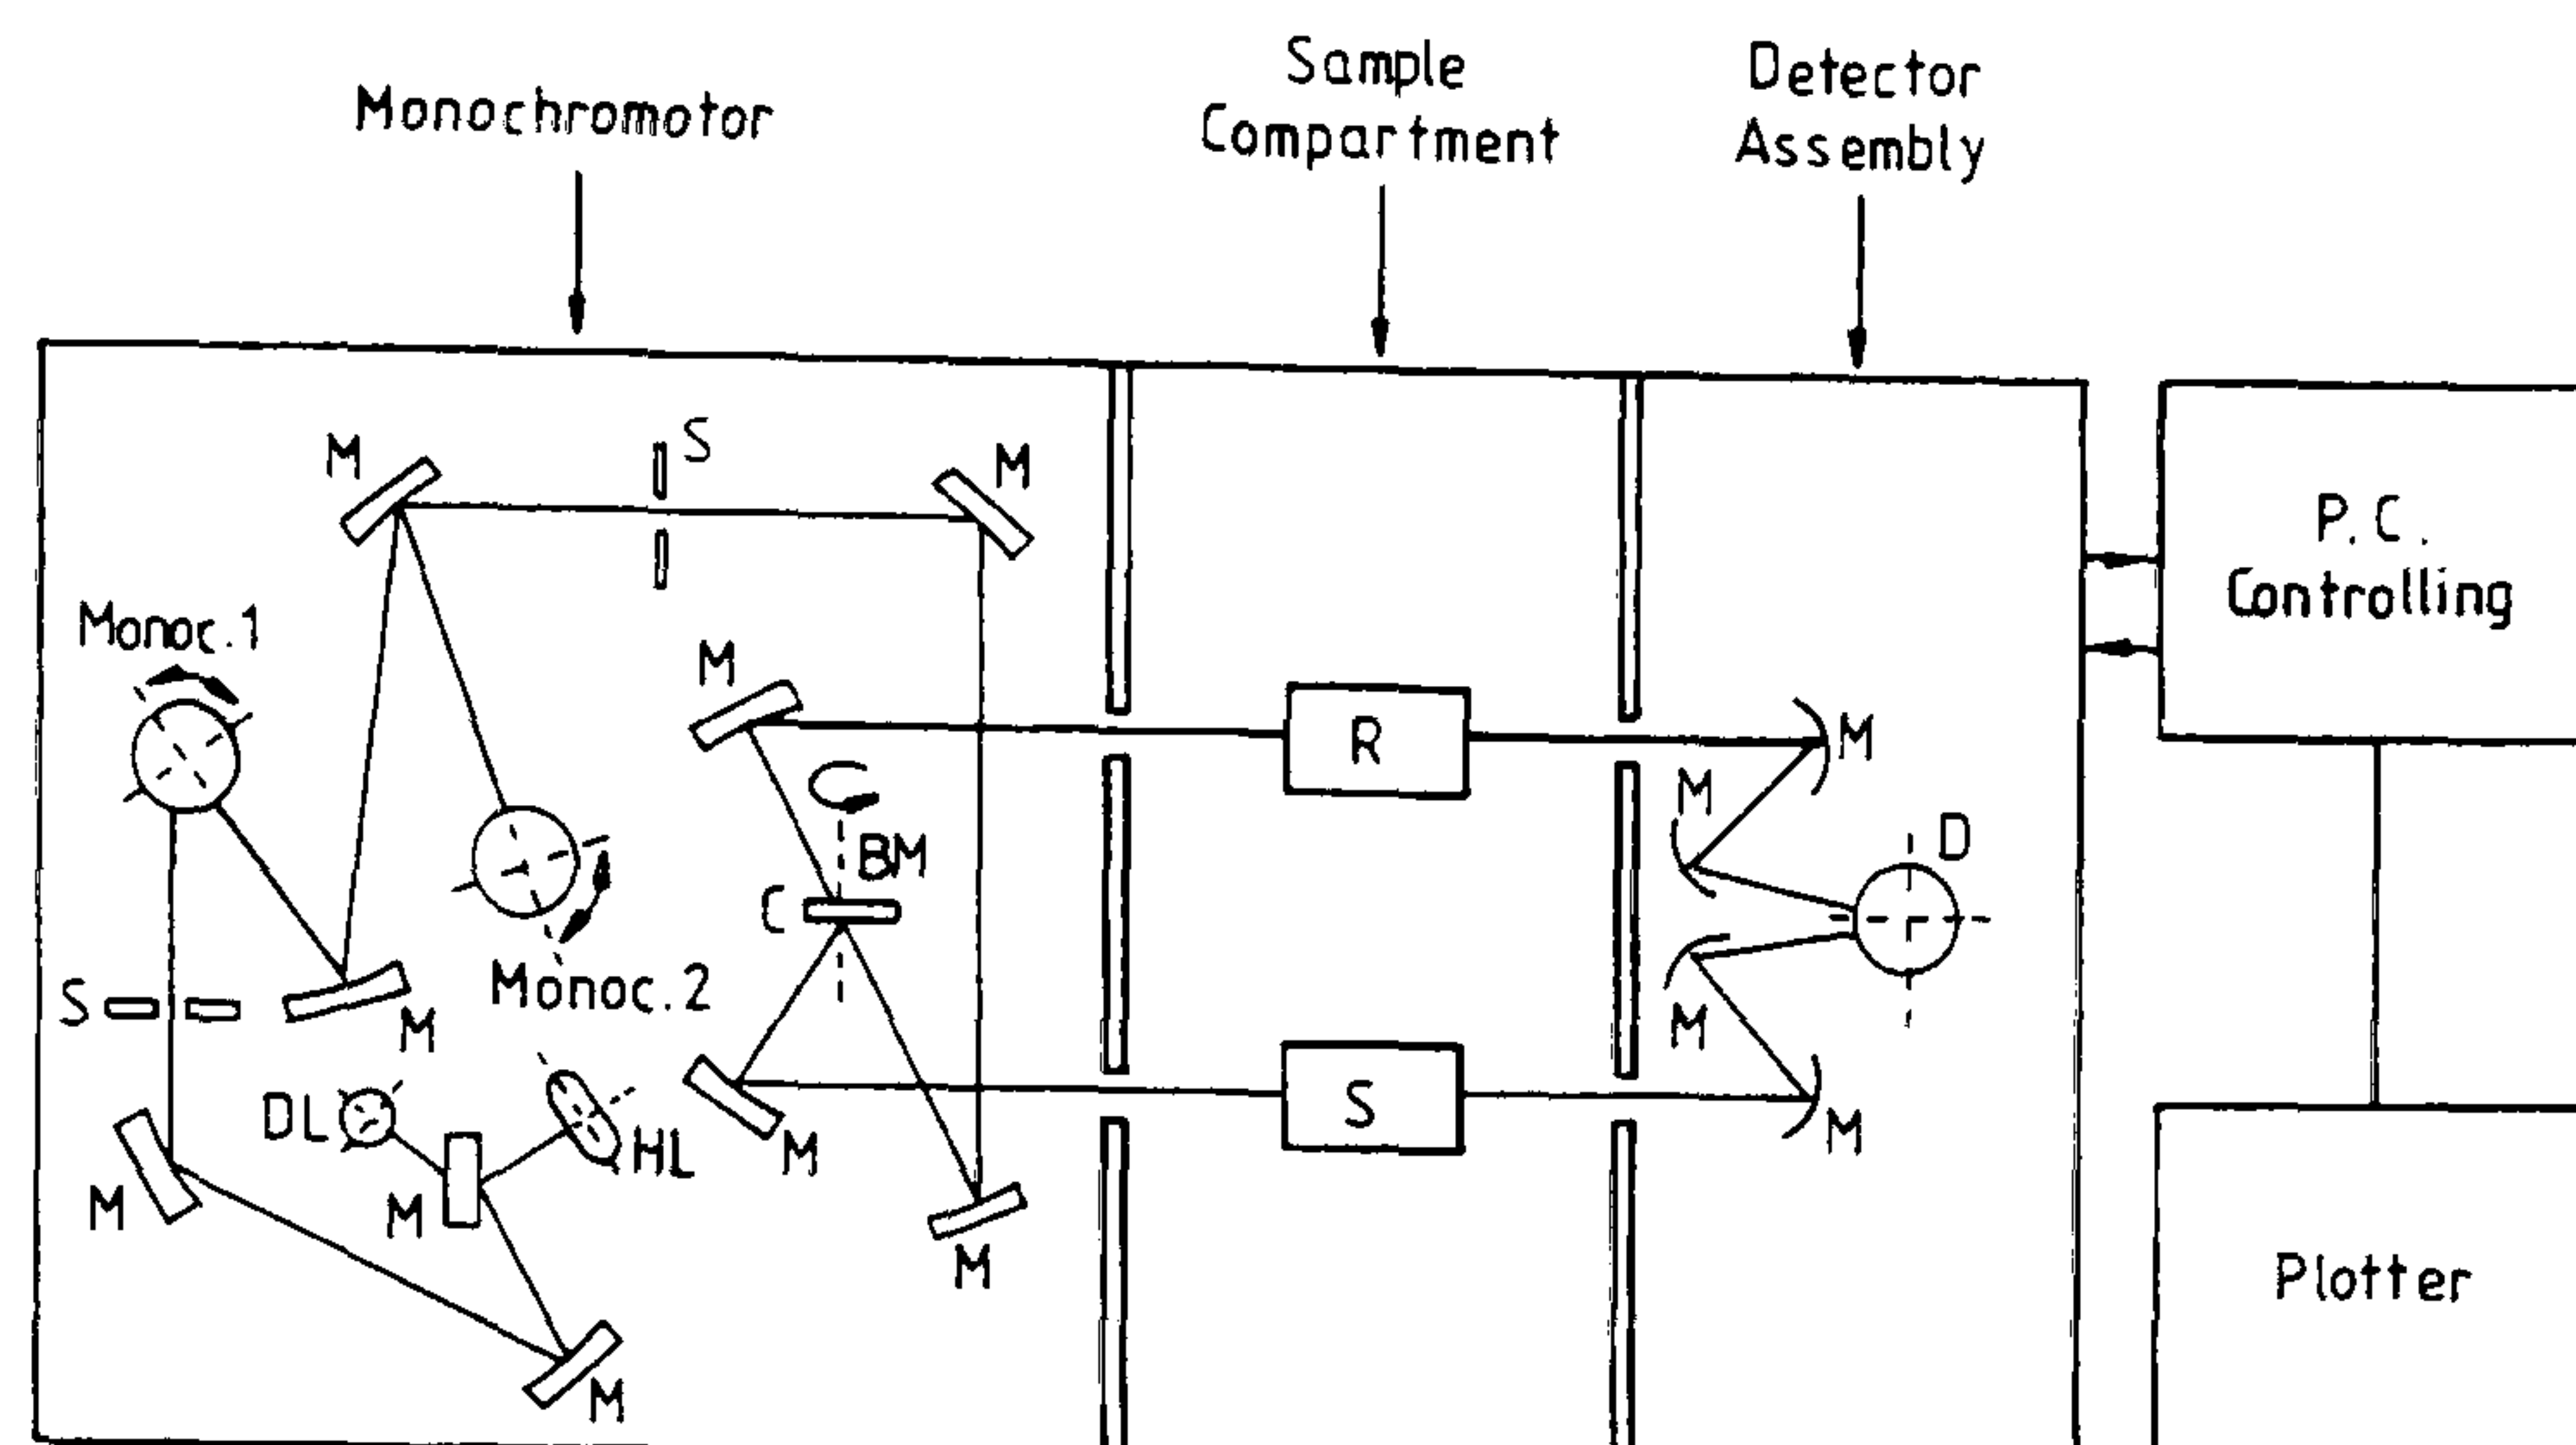 Monochromotor
Sample
Compartment
Detector
Assembly
M
S
M
P.C.
Controlling
Monoc.1
M
R
M
M
BM
C
D
Monoc.2
S
M
M
DL
HL
M
S
M
M
M
M
Plotter
M